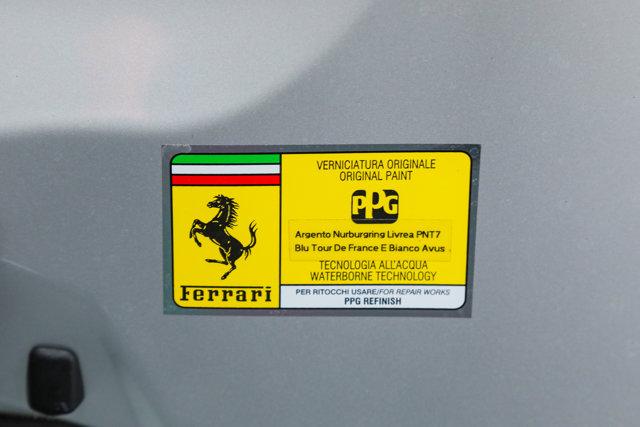 VERNICIATURA ORIGINALE
ORIGINAL PAINT
PPG
Argento Nurburgring Livrea PNT7
Blu Tour De France E Bianco Avus
TECNOLOGIA ALL'ACQUA
WATERBORNE TECHNOLOGY
Ferrari
PER RITOCCHI USARE/FOR REPAIR WORKS
PPG REFINISH